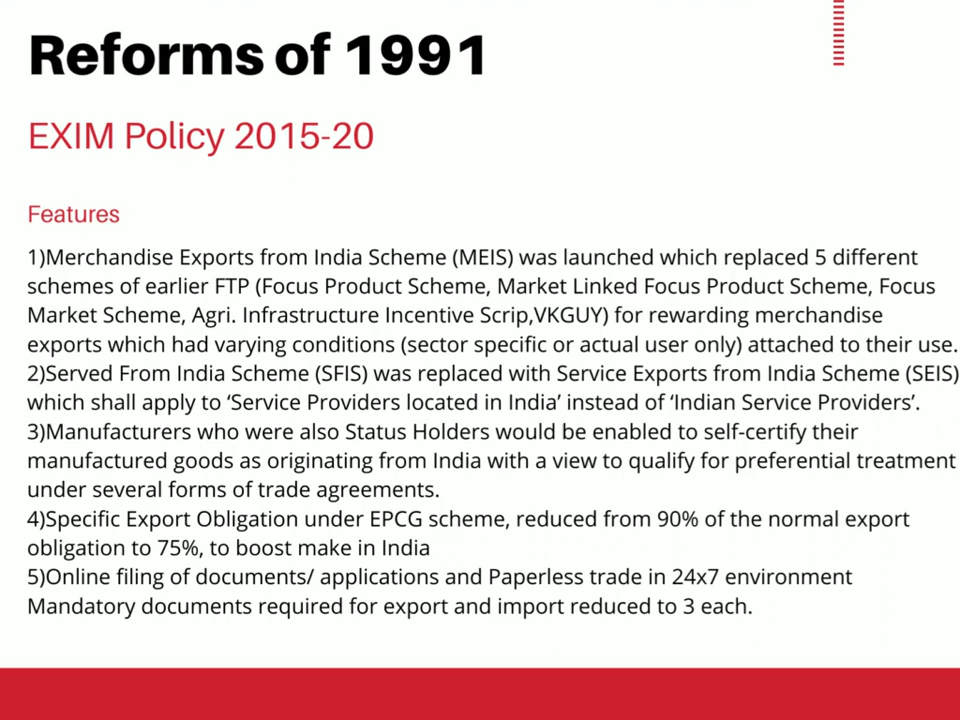 Reforms of 1991
EXIM Policy 2015-20
Features
1)Merchandise Exports from India Scheme (MEIS) was launched which replaced 5 different
schemes of earlier FTP (Focus Product Scheme, Market Linked Focus Product Scheme, Focus
Market Scheme, Agri. Infrastructure Incentive Scrip,VKGUY) for rewarding merchandise
exports which had varying conditions (sector specific or actual user only) attached to their use.
2)Served From India Scheme (SFIS) was replaced with Service Exports from India Scheme (SEIS)
which shall apply to ‘Service Providers located in India’ instead of ‘Indian Service Providers’.
3)Manufacturers who were also Status Holders would be enabled to self-certify their
manufactured goods as originating from India with a view to qualify for preferential treatment
under several forms of trade agreements.
4)Specific Export Obligation under EPCG scheme, reduced from 90% of the normal export
obligation to 75%, to boost make in India
5)Online filing of documents/ applications and Paperless trade in 24x7 environment
Mandatory documents required for export and import reduced to 3 each.